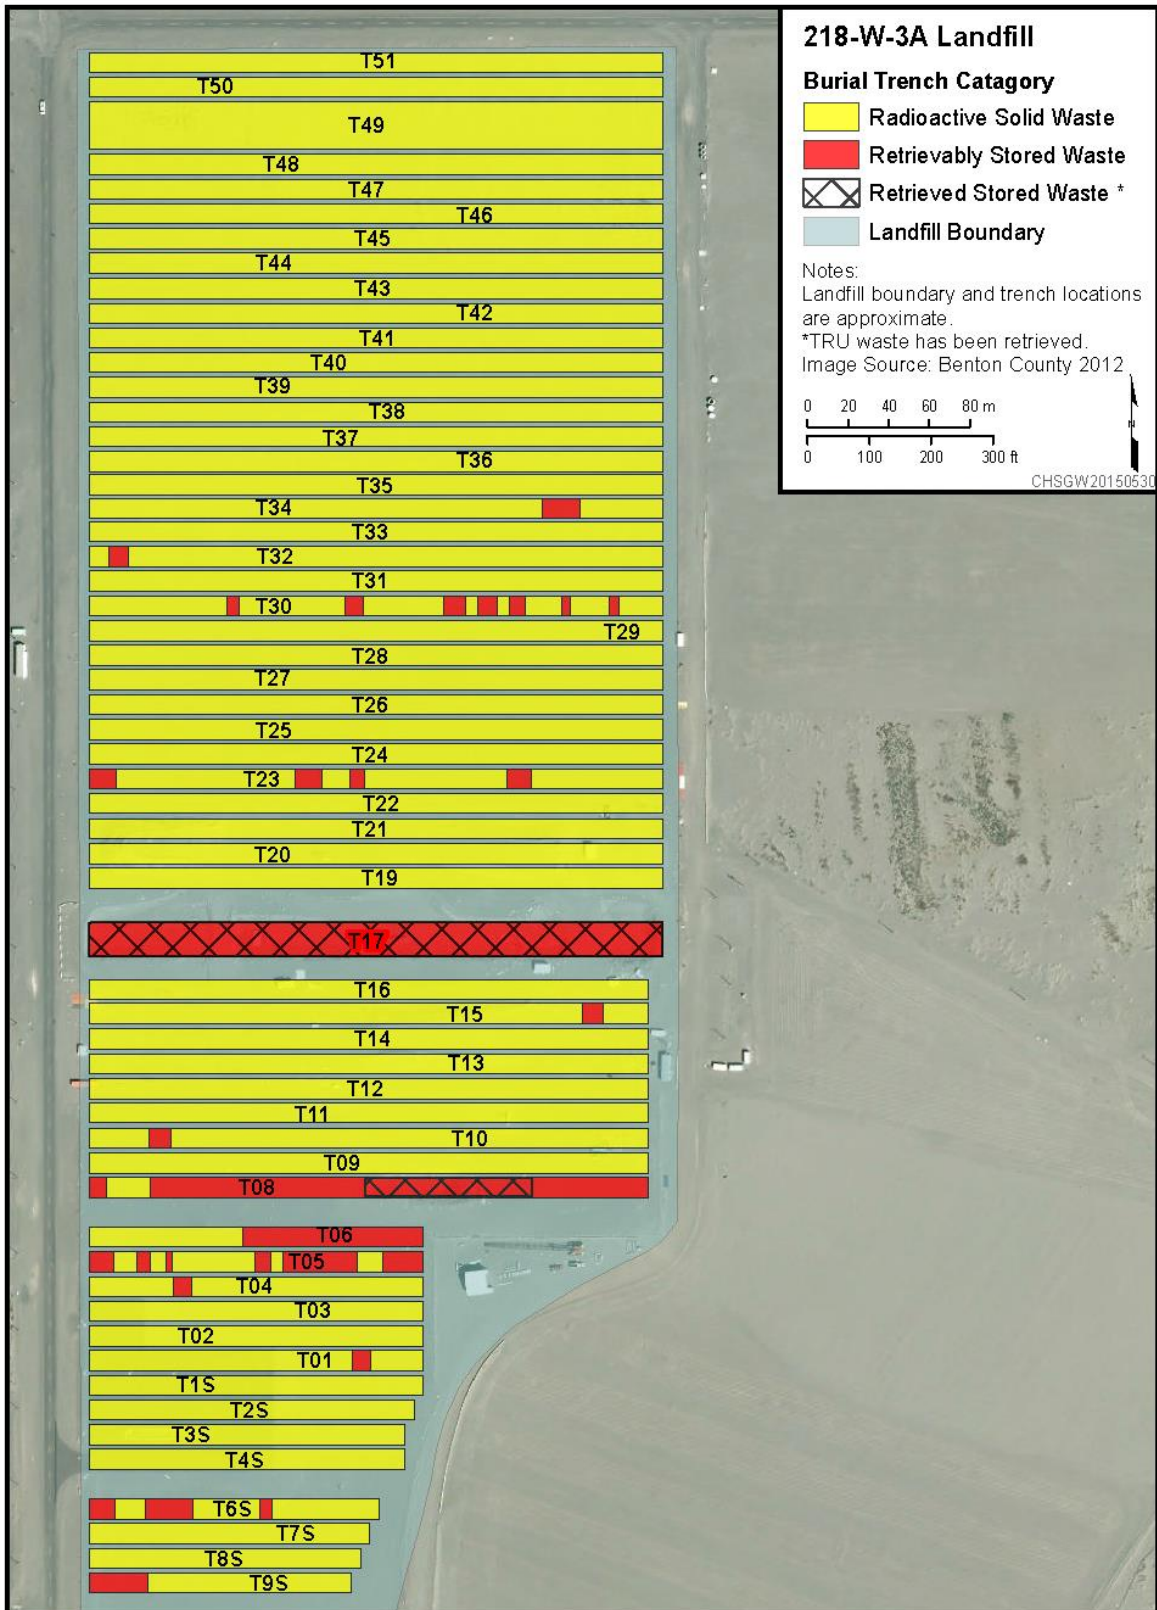 218-W-3A Landfill
Burial Trench Catagory
Radioactive Solid Waste
Retrievably Stored Waste
Retrieved Stored Waste *
Landfill Boundary
Notes:
Landfill boundary and trench locations
are approximate.
*TRU waste has been retrieved.
Image Source: Benton County 2012
0 20 40 60 80 m
0 100 200 300 ft
N
CHSGW20150530
T51
T50
T49
T48
T47
T46
T45
T44
T43
T42
T41
T40
T39
T38
T37
T36
T35
T34
T33
T32
T31
T30
T29
T28
T27
T26
T25
T24
T23
T22
T21
T20
T19
T17
T16
T15
T14
T13
T12
T11
T10
T09
T08
T06
T05
T04
T03
T02
T01
T1S
T2S
T3S
T4S
T6S
T7S
T8S
T9S